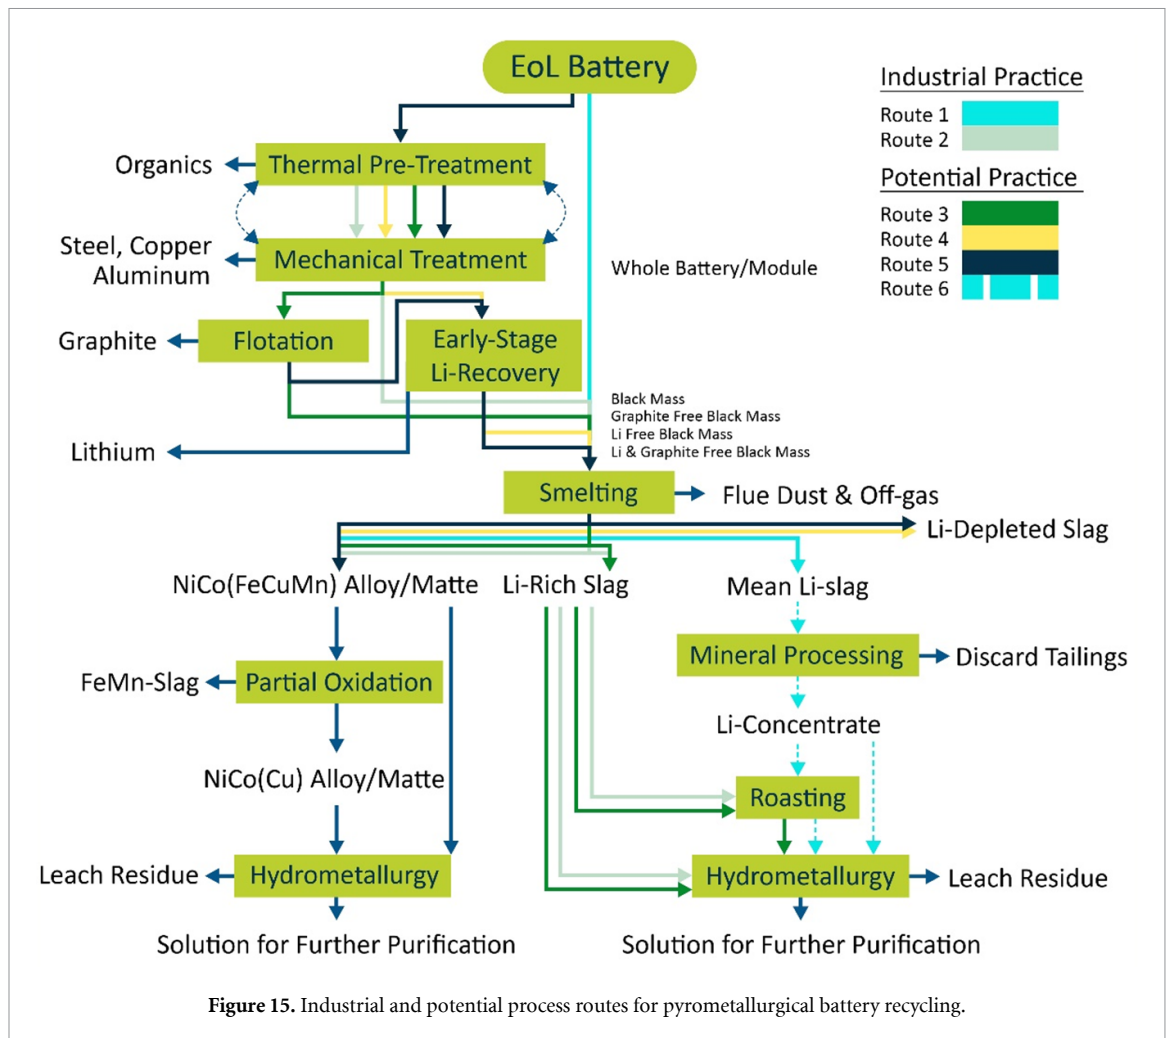 EoL Battery
Industrial Practice
Route 1
Route 2
Potential Practice
Route 3
Route 4
Route 5
Route 6
Organics
Thermal Pre-Treatment
Steel, Copper
Aluminum
Mechanical Treatment
Whole Battery/Module
Graphite
Flotation
Early-Stage
Li-Recovery
Black Mass
Graphite Free Black Mass
Li Free Black Mass
Li & Graphite Free Black Mass
Lithium
Smelting
Flue Dust & Off-gas
Li-Depleted Slag
NiCo(FeCuMn) Alloy/Matte
Li-Rich Slag
Mean Li-slag
Mineral Processing
Discard Tailings
FeMn-Slag
Partial Oxidation
Li-Concentrate
NiCo(Cu) Alloy/Matte
Roasting
Leach Residue
Hydrometallurgy
Hydrometallurgy
Leach Residue
Solution for Further Purification
Solution for Further Purification
Figure 15. Industrial and potential process routes for pyrometallurgical battery recycling.